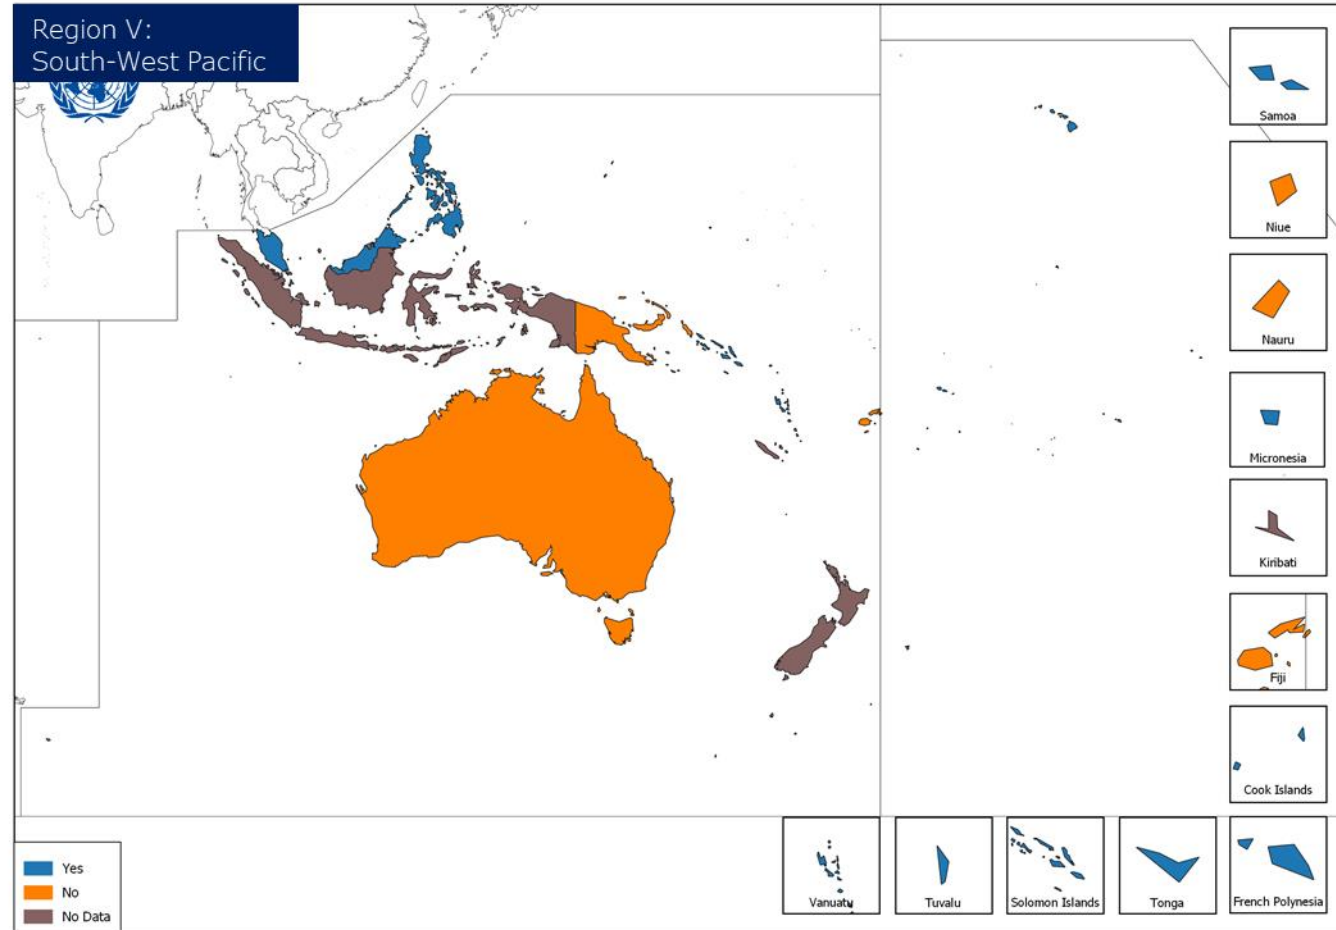 Region V:
South-West Pacific
Samoa
Niue
Nauru
Micronesia
Kiribati
Fiji
Cook Islands
Vanuatu
Tuvalu
Solomon Islands
Tonga
French Polynesia
Yes
No
No Data